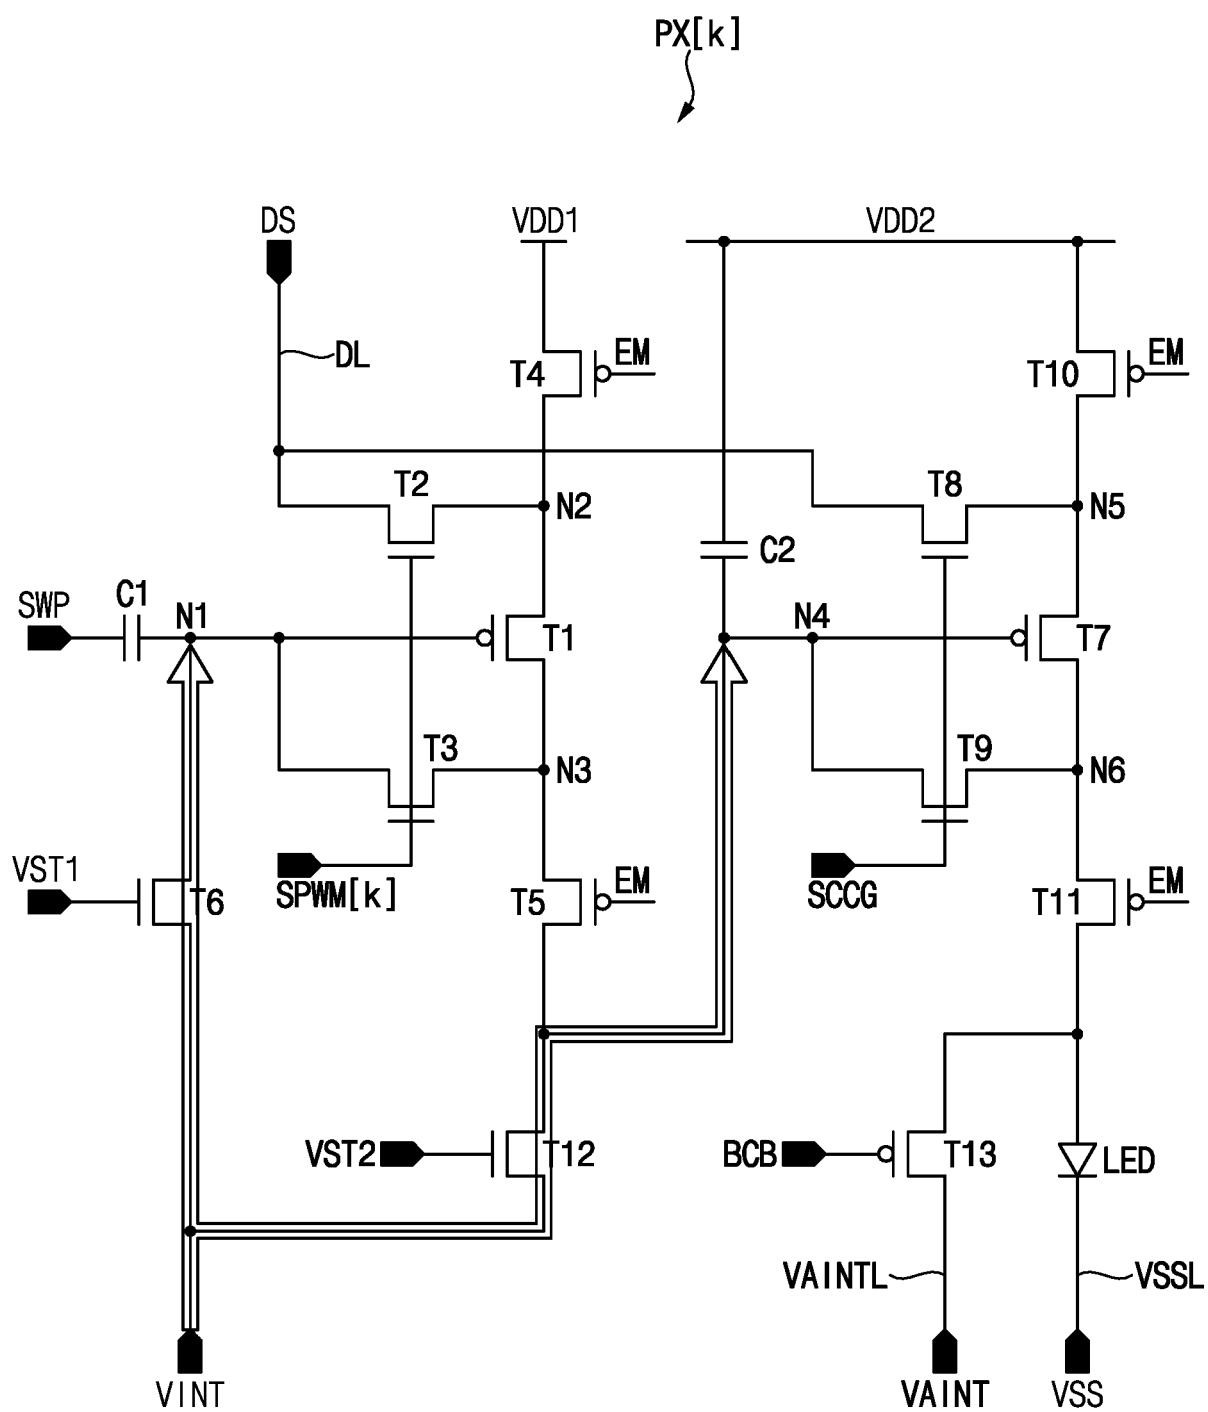 PX[k]
DS
VDD1
VDD2
DL
T4
EM
T10
EM
T2
N2
T8
N5
C2
SWP
C1
N1
T1
N4
T7
T3
N3
T9
N6
VST1
T6
SPWM[k]
T5
EM
SCCG
T11
EM
VST2
T12
BCB
T13
LED
VAINTL
VSSL
VINT
VAINT
VSS